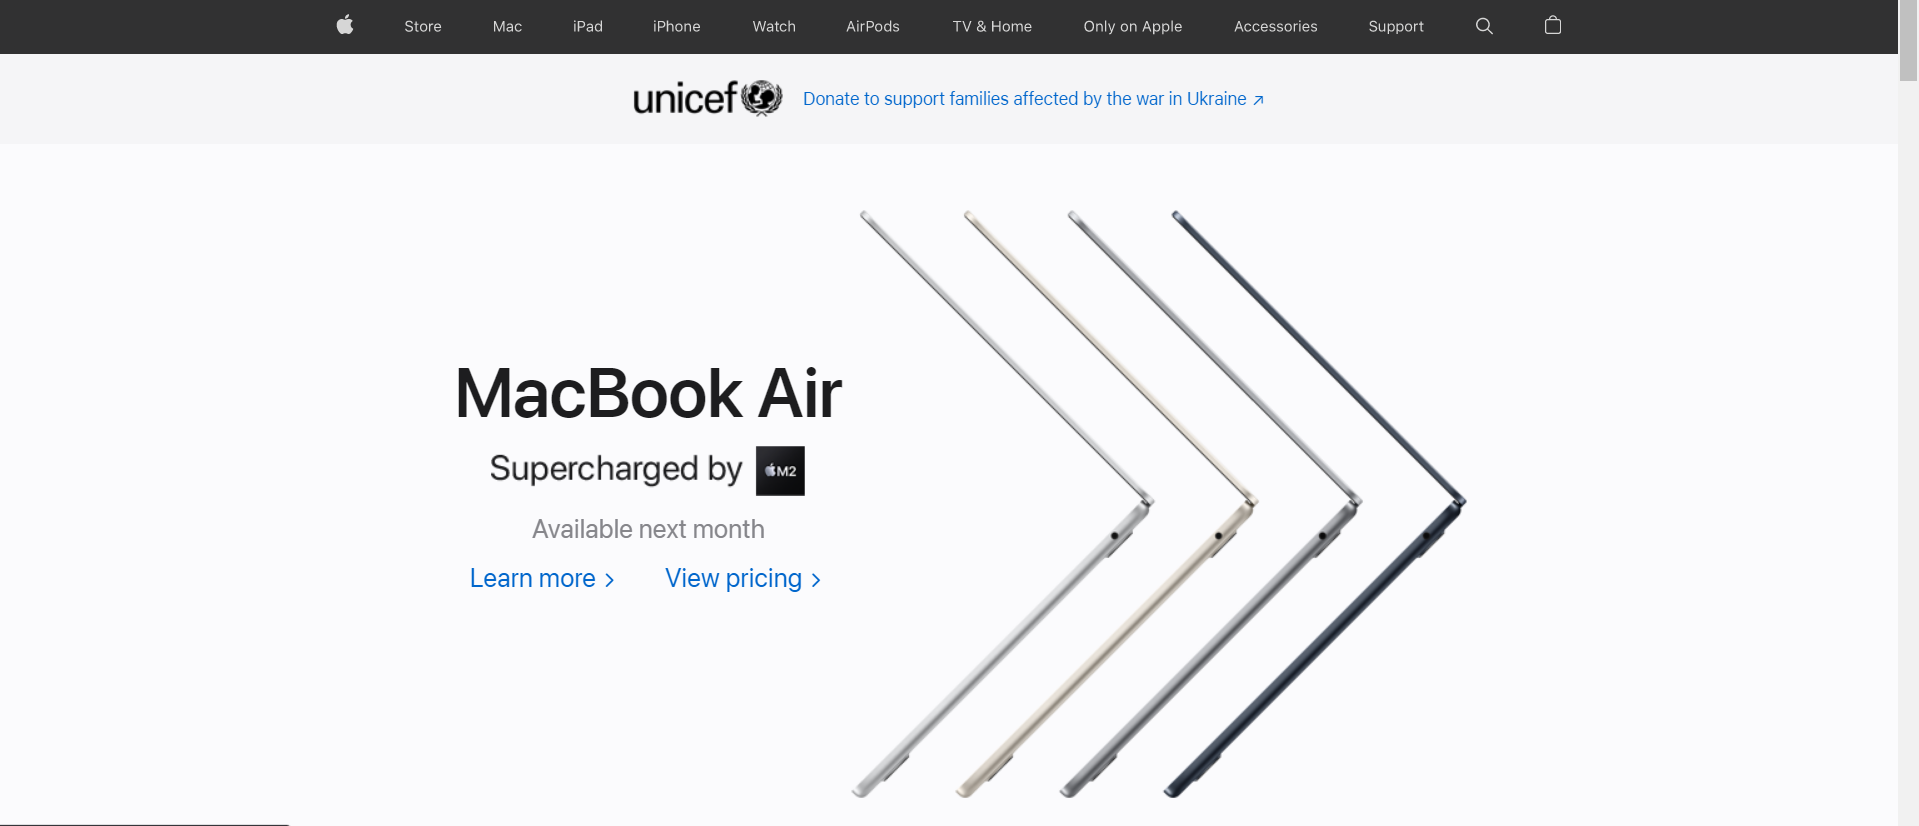 Store Mac iPad iPhone Watch AirPods TV & Home Only on Apple Accessories Support
unicef Donate to support families affected by the war in Ukraine ↗
MacBook Air
Supercharged by M2
Available next month
Learn more > View pricing >